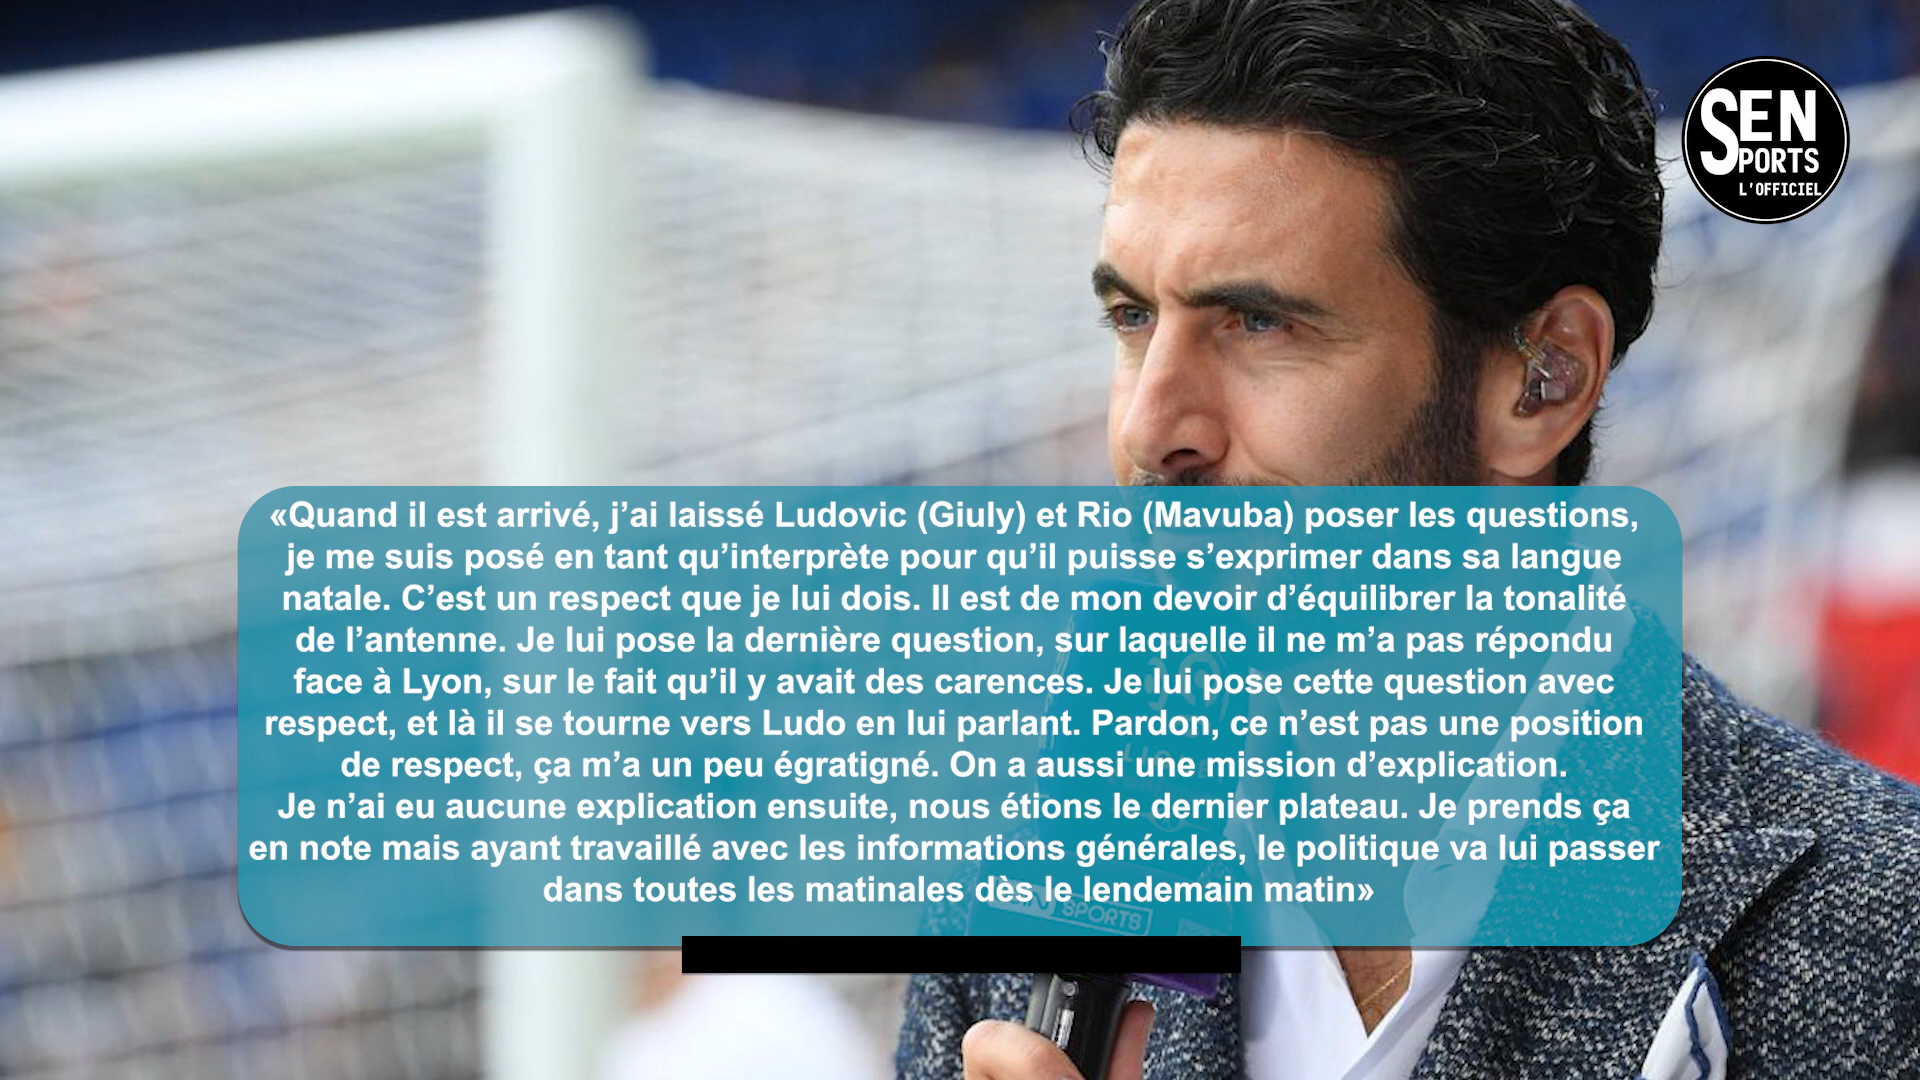 SEN
SPORTS
L'OFFICIEL
«Quand il est arrivé, j’ai laissé Ludovic (Giuly) et Rio (Mavuba) poser les questions,
je me suis posé en tant qu’interprète pour qu’il puisse s’exprimer dans sa langue
natale. C’est un respect que je lui dois. Il est de mon devoir d’équilibrer la tonalité
de l’antenne. Je lui pose la dernière question, sur laquelle il ne m’a pas répondu
face à Lyon, sur le fait qu’il y avait des carences. Je lui pose cette question avec
respect, et là il se tourne vers Ludo en lui parlant. Pardon, ce n’est pas une position
de respect, ça m’a un peu égratigné. On a aussi une mission d’explication.
Je n’ai eu aucune explication ensuite, nous étions le dernier plateau. Je prends ça
en note mais ayant travaillé avec les informations générales, le politique va lui passer
dans toutes les matinales dès le lendemain matin»
SPORTS